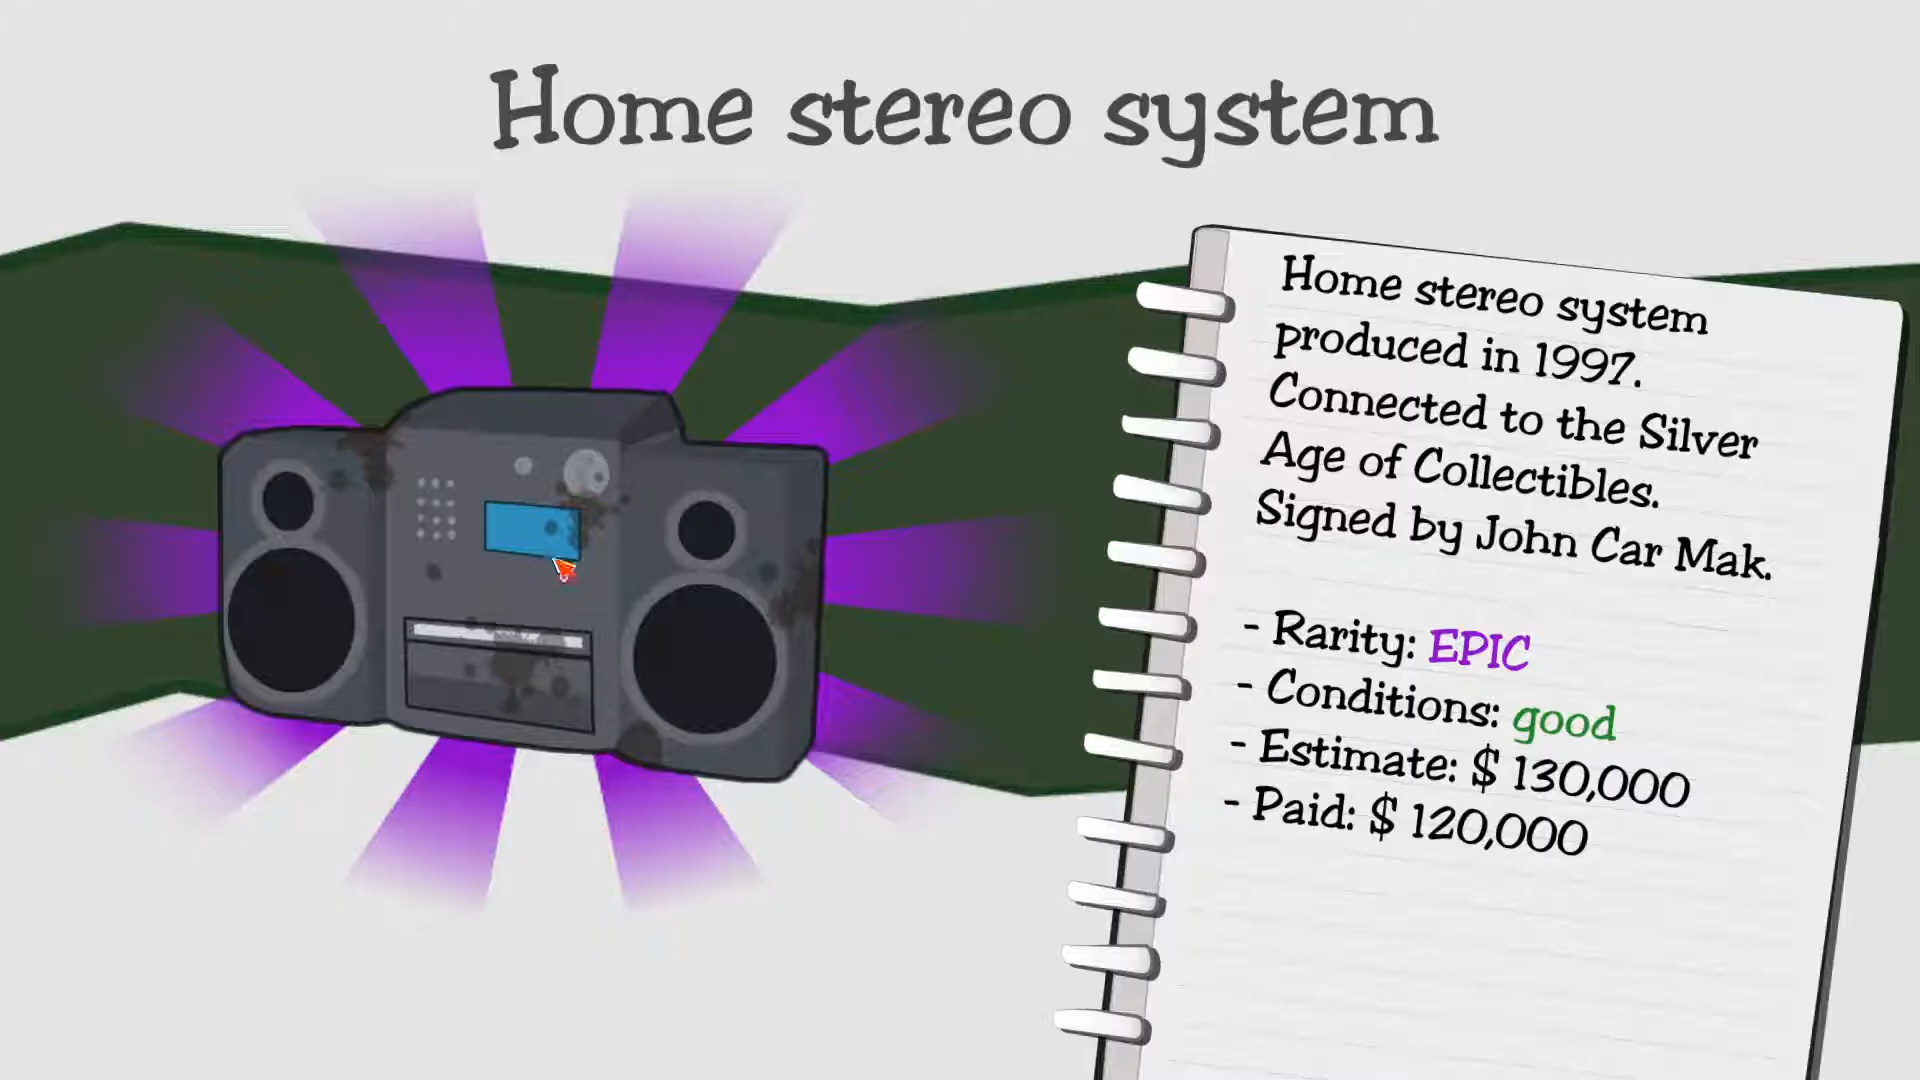 Home stereo system
Home stereo system
produced in 1997.
Connected to the Silver
Age of Collectibles.
Signed by John Car Mak.
- Rarity: EPIC
- Conditions: good
- Estimate: $ 130,000
- Paid: $ 120,000